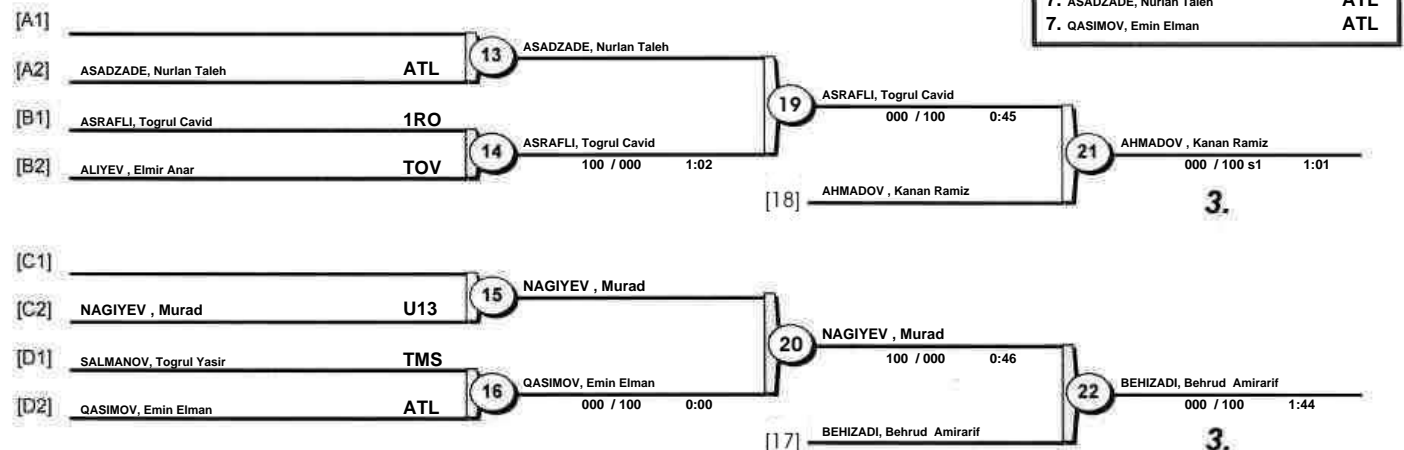 7. ASADZADE, Nurlan Taleh ATL
7. QASIMOV, Emin Elman ATL
[A1]
[A2] ASADZADE, Nurlan Taleh ATL
13 ASADZADE, Nurlan Taleh
[B1] ASRAFLI, Togrul Cavid 1RO
[B2] ALIYEV , Elmir Anar TOV
14 ASRAFLI, Togrul Cavid
100 / 000 1:02
19 ASRAFLI, Togrul Cavid
000 / 100 0:45
[18] AHMADOV , Kanan Ramiz
21 AHMADOV , Kanan Ramiz
000 / 100 s1 1:01
3.
[C1]
[C2] NAGIYEV , Murad U13
15 NAGIYEV , Murad
[D1] SALMANOV, Togrul Yasir TMS
[D2] QASIMOV, Emin Elman ATL
16 QASIMOV, Emin Elman
000 / 100 0:00
20 NAGIYEV , Murad
100 / 000 0:46
[17] BEHIZADI, Behrud Amirarif
22 BEHIZADI, Behrud Amirarif
000 / 100 1:44
3.